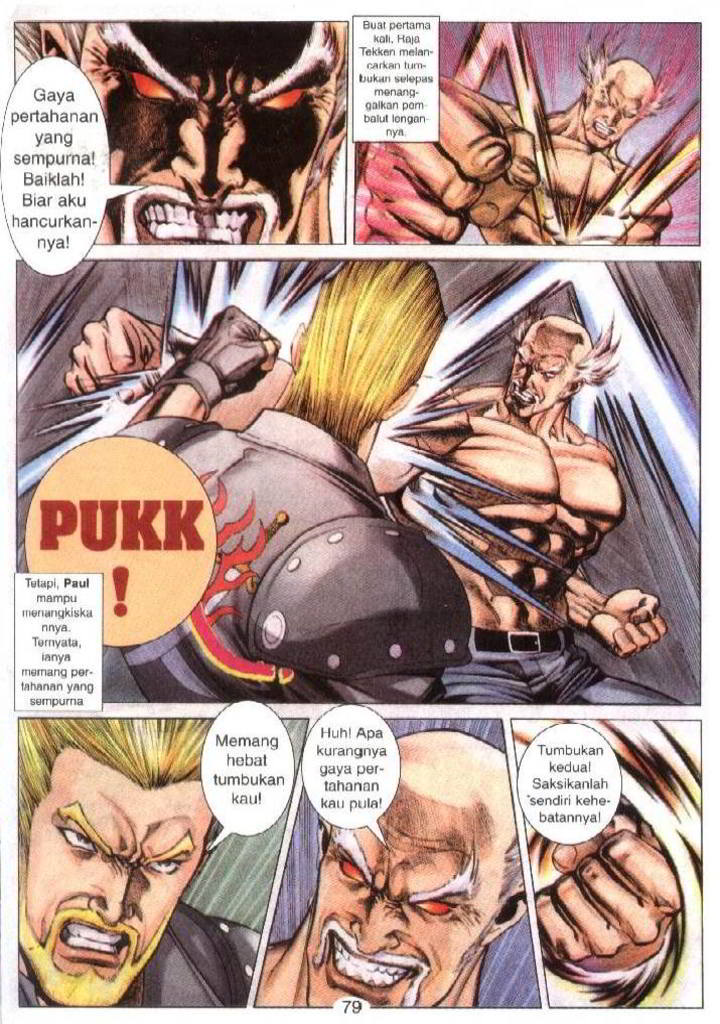 Gaya
pertahanan
yang
sempurna!
Baiklah!
Biar aku
hancurkan-
nya!
Buat pertama
kali, Raja
Tekken melan-
carkan tum-
bukan selepas
menang-
galkan pem-
balut lengan-
nya.
PUKK
!
Tetapi, Paul
mampu
menangkiska
nnya.
Ternyata,
ianya
memang per-
tahanan yang
sempurna
Memang
hebat
tumbukan
kau!
Huh! Apa
kurangnya
gaya per-
tahanan
kau pula!
Tumbukan
kedua!
Saksikanlah
sendiri kehe-
batannya!
79